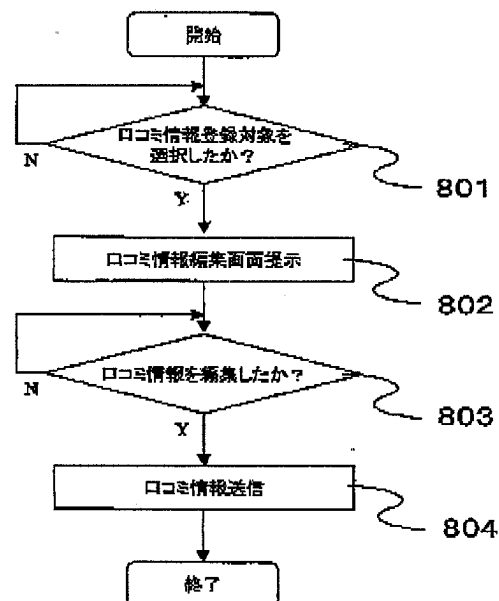 開始
口コミ情報登録対象を
選択したか？
N
801
Y
口コミ情報編集画面提示
802
口コミ情報を編集したか？
N
803
Y
口コミ情報送信
804
終了